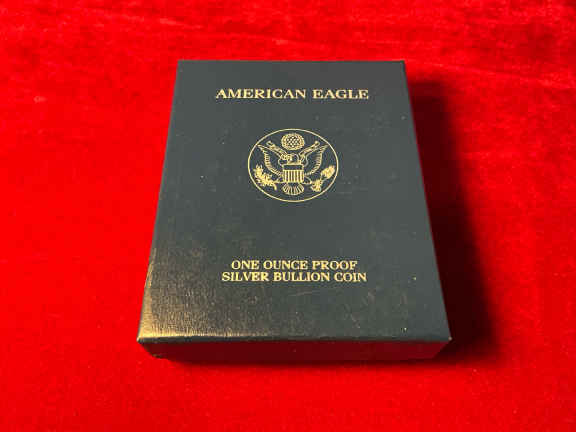 AMERICAN EAGLE
ONE OUNCE PROOF
SILVER BULLION COIN